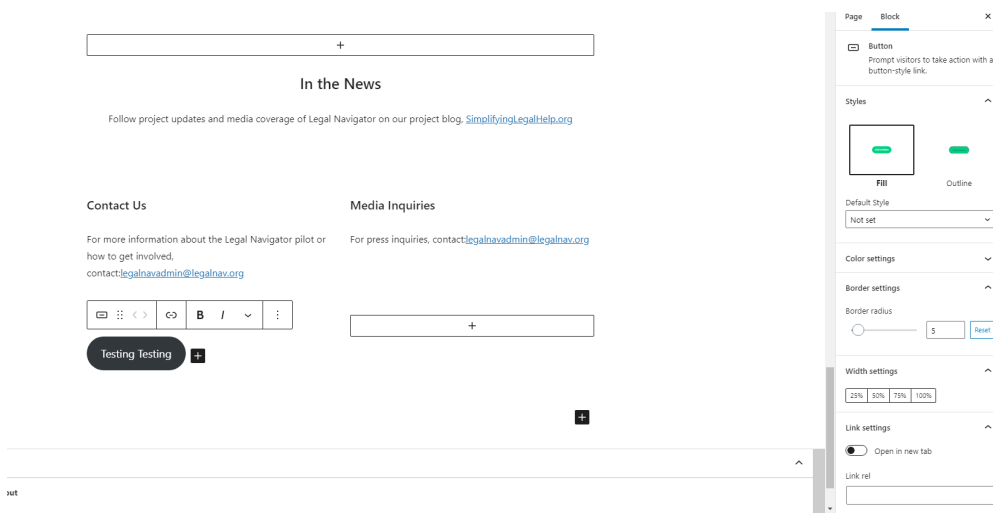 In the News
Follow project updates and media coverage of Legal Navigator on our project blog, SimplifyingLegalHelp.org
Contact Us
For more information about the Legal Navigator pilot or
how to get involved,
contact:legalnavadmin@legalnav.org
Media Inquiries
For press inquiries, contact:legalnavadmin@legalnav.org
B I
Testing Testing
out
Page Block
Button
Prompt visitors to take action with a
button-style link.
Styles
Fill Outline
Default Style
Not set
Color settings
Border settings
Border radius
5 Reset
Width settings
25% 50% 75% 100%
Link settings
Open in new tab
Link rel